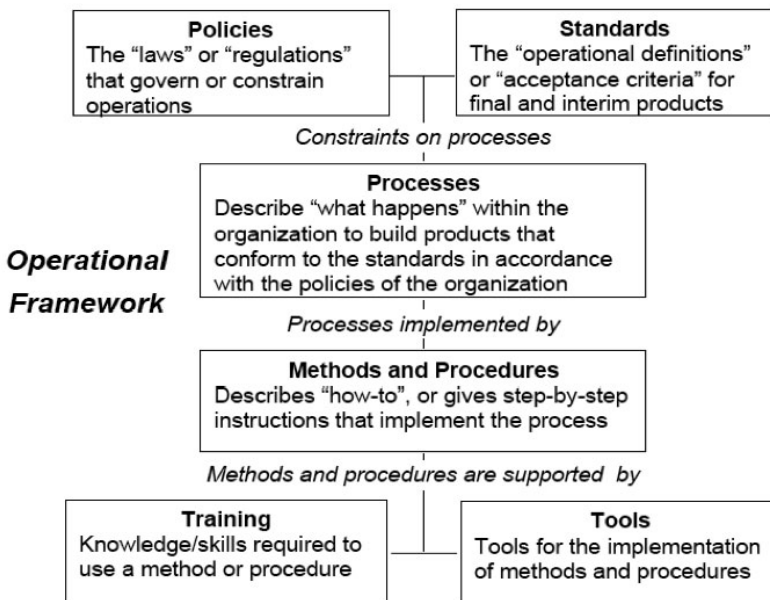 Policies
The “laws” or “regulations”
that govern or constrain
operations
Standards
The “operational definitions”
or “acceptance criteria” for
final and interim products
Constraints on processes
Processes
Describe “what happens” within the
organization to build products that
conform to the standards in accordance
with the policies of the organization
Operational
Framework
Processes implemented by
Methods and Procedures
Describes “how-to”, or gives step-by-step
instructions that implement the process
Methods and procedures are supported by
Training
Knowledge/skills required to
use a method or procedure
Tools
Tools for the implementation
of methods and procedures